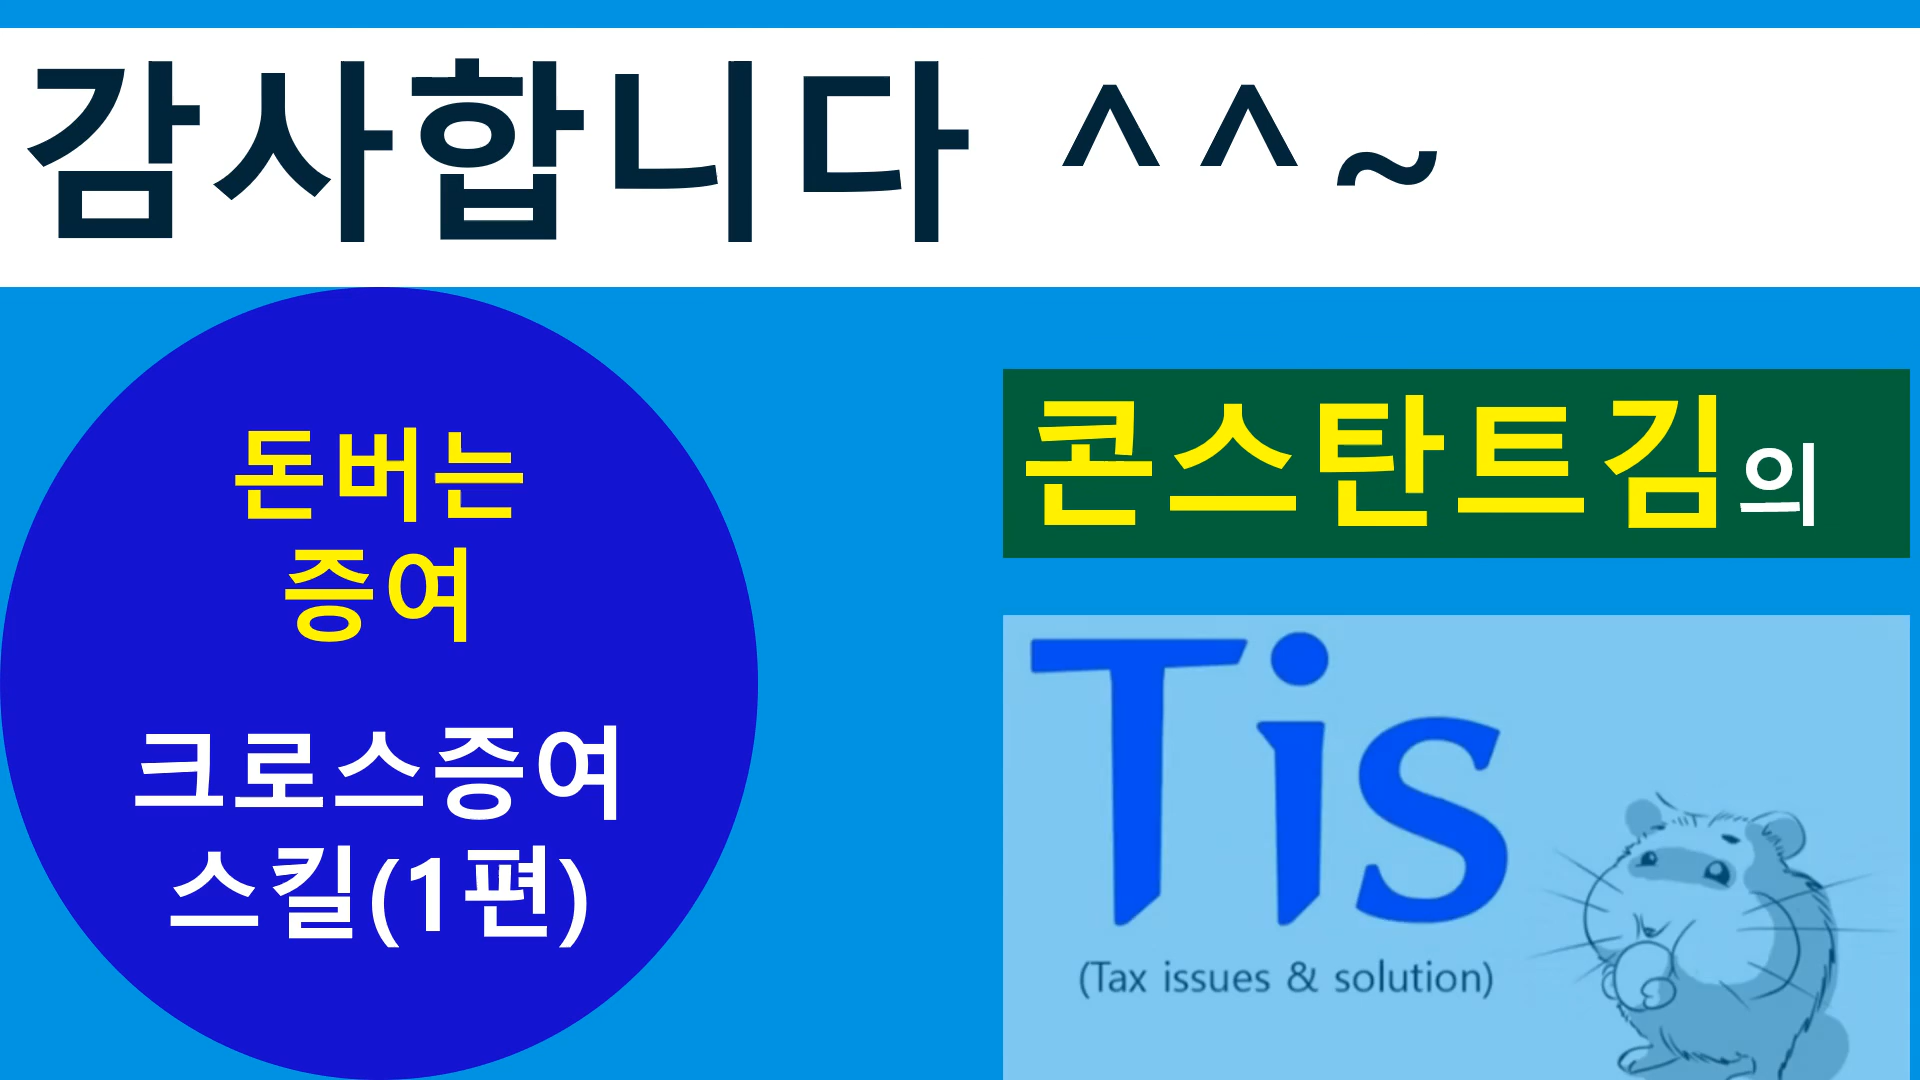 감사합니다 ^^~
돈버는
증여
크로스증여
스킬(1편)
콘스탄트김의
Tis
(Tax issues & solution)